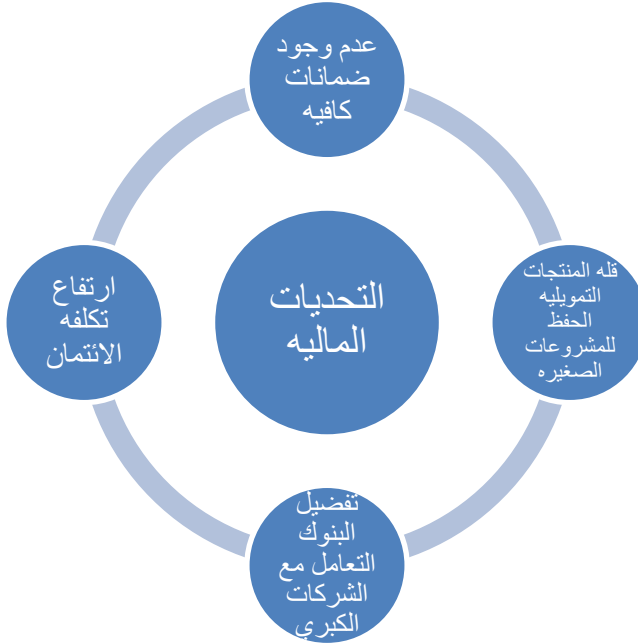 عدم وجود
ضمانات
كافيه
قله المنتجات
التمويليه
الحفظ
للمشروعات
الصغيره
التحديات
الماليه
ارتفاع
تكلفه
الائتمان
تفضيل
البنوك
التعامل مع
الشركات
الكبري